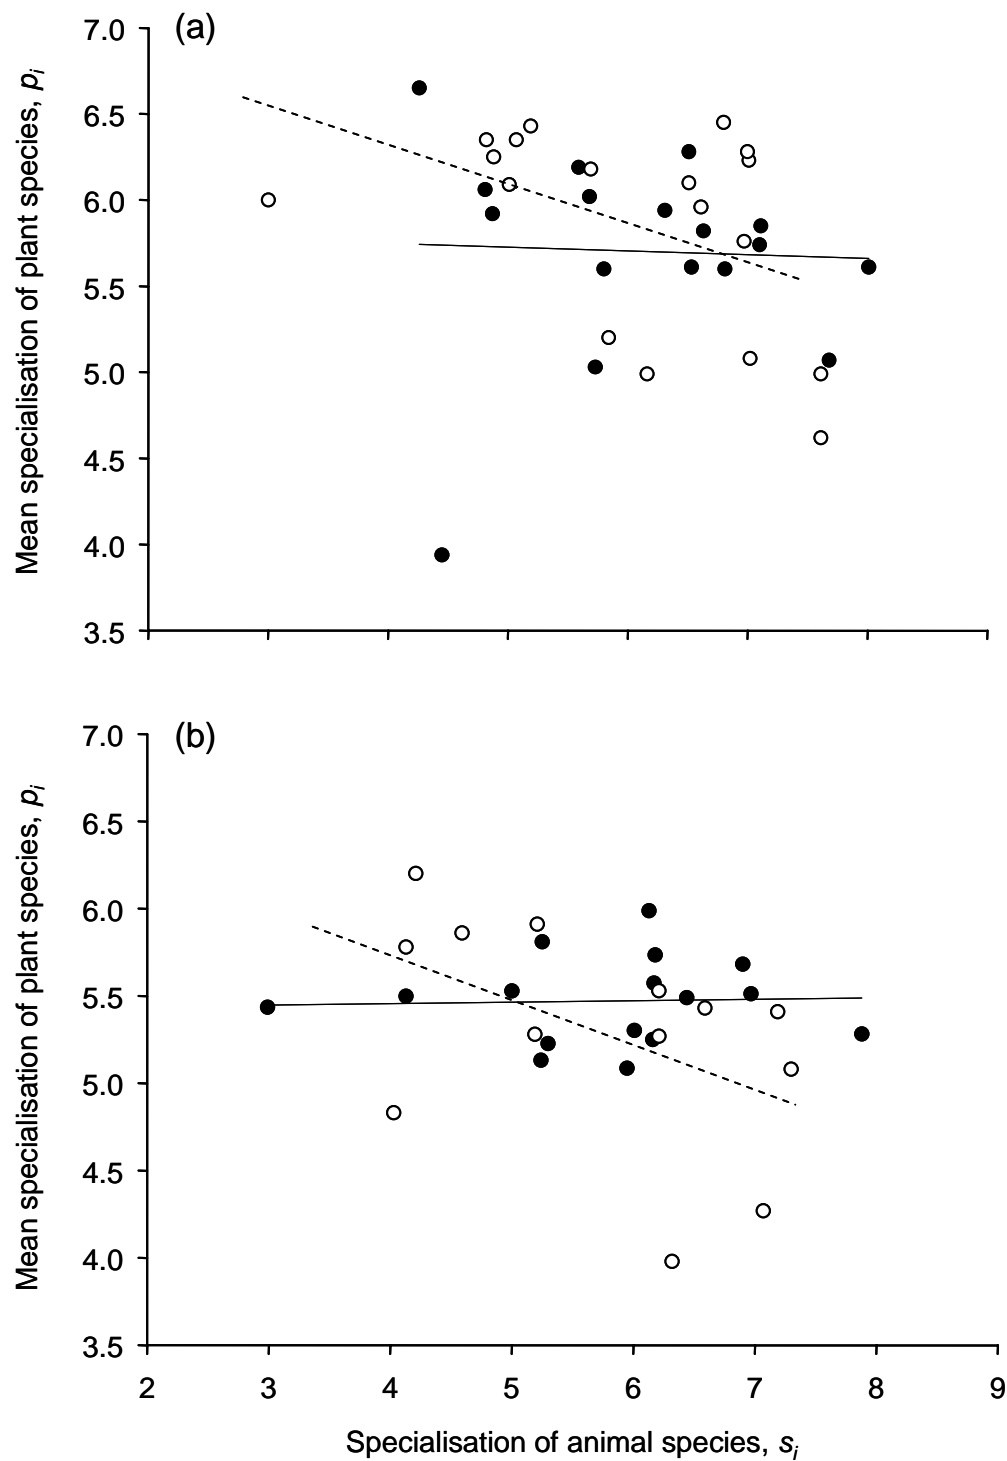 (a)
Mean specialisation of plant species, pᵢ
7.0
6.5
6.0
5.5
5.0
4.5
4.0
3.5
(b)
Mean specialisation of plant species, pᵢ
7.0
6.5
6.0
5.5
5.0
4.5
4.0
3.5
2 3 4 5 6 7 8 9
Specialisation of animal species, sᵢ